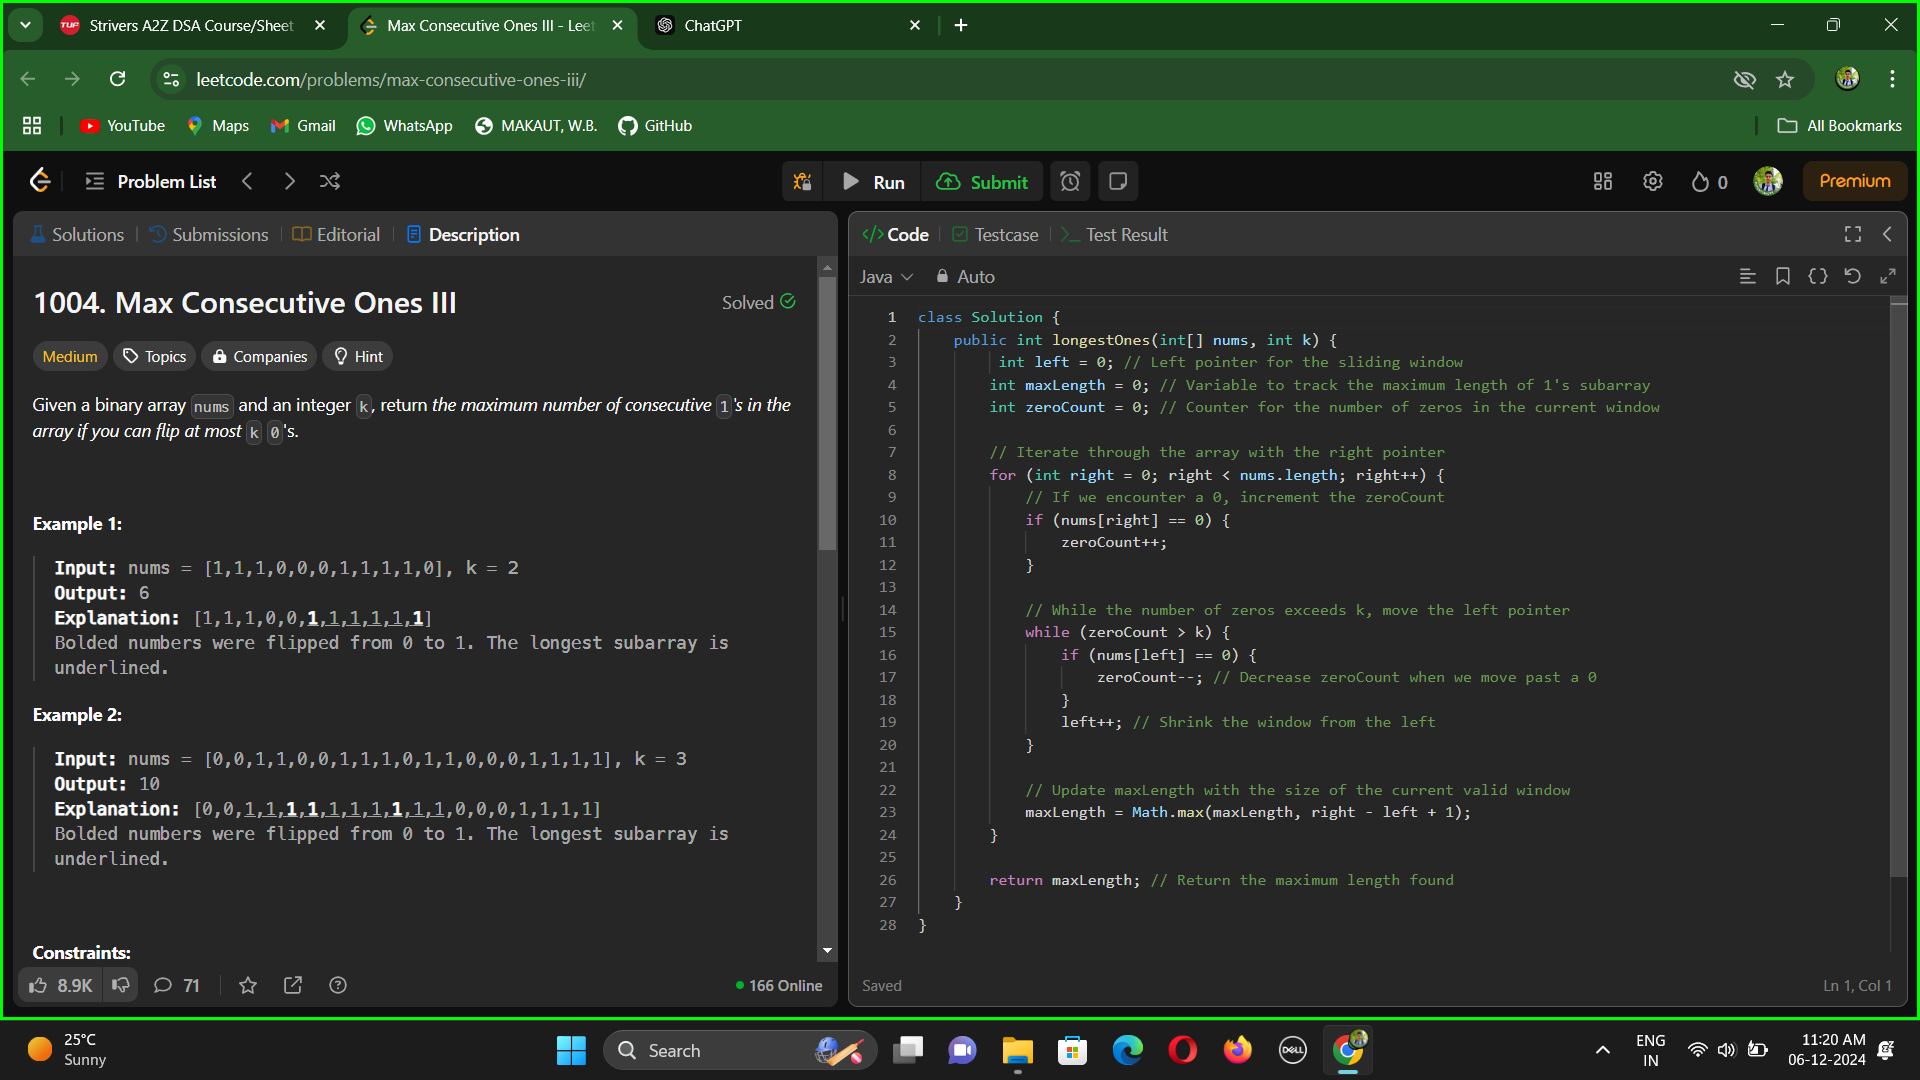 Strivers A2Z DSA Course/Sheet
Max Consecutive Ones III - Leet
ChatGPT
leetcode.com/problems/max-consecutive-ones-iii/
YouTube
Maps
Gmail
WhatsApp
MAKAUT, W.B.
GitHub
All Bookmarks
Problem List
Run
Submit
0
Premium
Solutions
Submissions
Editorial
Description
1004. Max Consecutive Ones III
Solved
Medium
Topics
Companies
Hint
Given a binary array nums and an integer k, return the maximum number of consecutive 1's in the
array if you can flip at most k 0's.
Example 1:
Input: nums = [1,1,1,0,0,0,1,1,1,1,0], k = 2
Output: 6
Explanation: [1,1,1,0,0,1,1,1,1,1,1]
Bolded numbers were flipped from 0 to 1. The longest subarray is
underlined.
Example 2:
Input: nums = [0,0,1,1,0,0,1,1,1,0,1,1,0,0,0,1,1,1,1], k = 3
Output: 10
Explanation: [0,0,1,1,1,1,1,1,1,1,1,1,0,0,0,1,1,1,1]
Bolded numbers were flipped from 0 to 1. The longest subarray is
underlined.
Constraints:
8.9K
71
166 Online
Code
Testcase
Test Result
Java
Auto
1 class Solution {
2 public int longestOnes(int[] nums, int k) {
3 int left = 0; // Left pointer for the sliding window
4 int maxLength = 0; // Variable to track the maximum length of 1's subarray
5 int zeroCount = 0; // Counter for the number of zeros in the current window
6
7 // Iterate through the array with the right pointer
8 for (int right = 0; right < nums.length; right++) {
9 // If we encounter a 0, increment the zeroCount
10 if (nums[right] == 0) {
11 zeroCount++;
12 }
13
14 // While the number of zeros exceeds k, move the left pointer
15 while (zeroCount > k) {
16 if (nums[left] == 0) {
17 zeroCount--; // Decrease zeroCount when we move past a 0
18 }
19 left++; // Shrink the window from the left
20 }
21
22 // Update maxLength with the size of the current valid window
23 maxLength = Math.max(maxLength, right - left + 1);
24 }
25
26 return maxLength; // Return the maximum length found
27 }
28 }
Saved
Ln 1, Col 1
25°C
Sunny
Search
DELL
ENG
IN
11:20 AM
06-12-2024